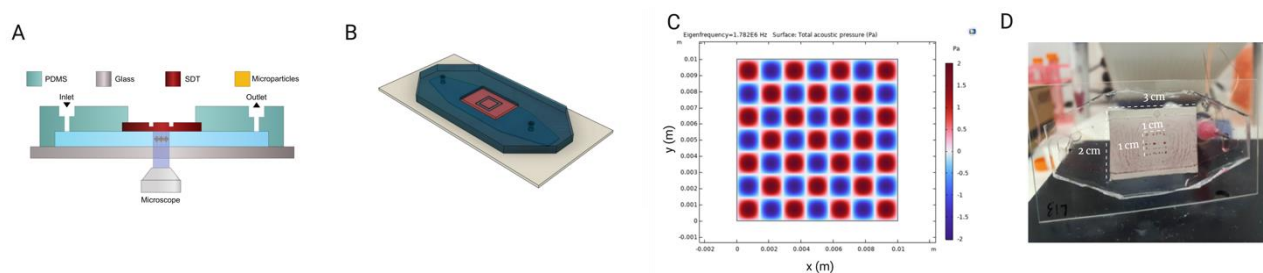 A
PDMS
Glass
SDT
Microparticles
Inlet
Outlet
Microscope
B
C
Eigenfrequency=1.782E6 Hz Surface: Total acoustic pressure (Pa)
m
Pa
0.01
0.009
0.008
0.007
0.006
0.005
0.004
0.003
0.002
0.001
0
-0.001
y (m)
-0.002
0
0.002
0.004
0.006
0.008
0.01
m
x (m)
2
1.5
1
0.5
0
-0.5
-1
-1.5
-2
D
3 cm
1 cm
1 cm
2 cm